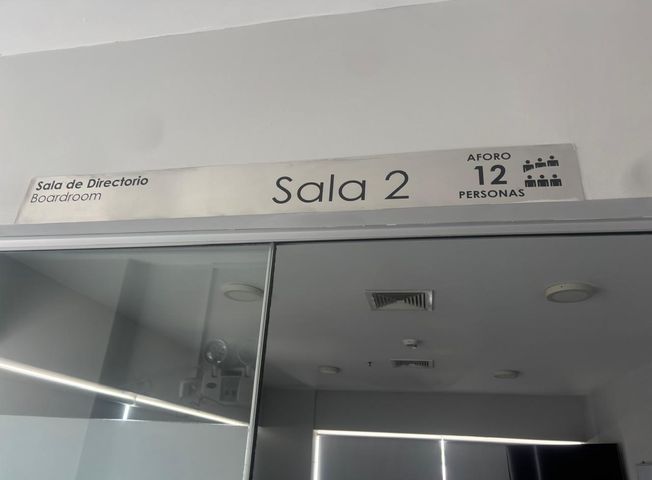 Sala de Directorio
Boardroom
Sala 2
AFORO
12
PERSONAS